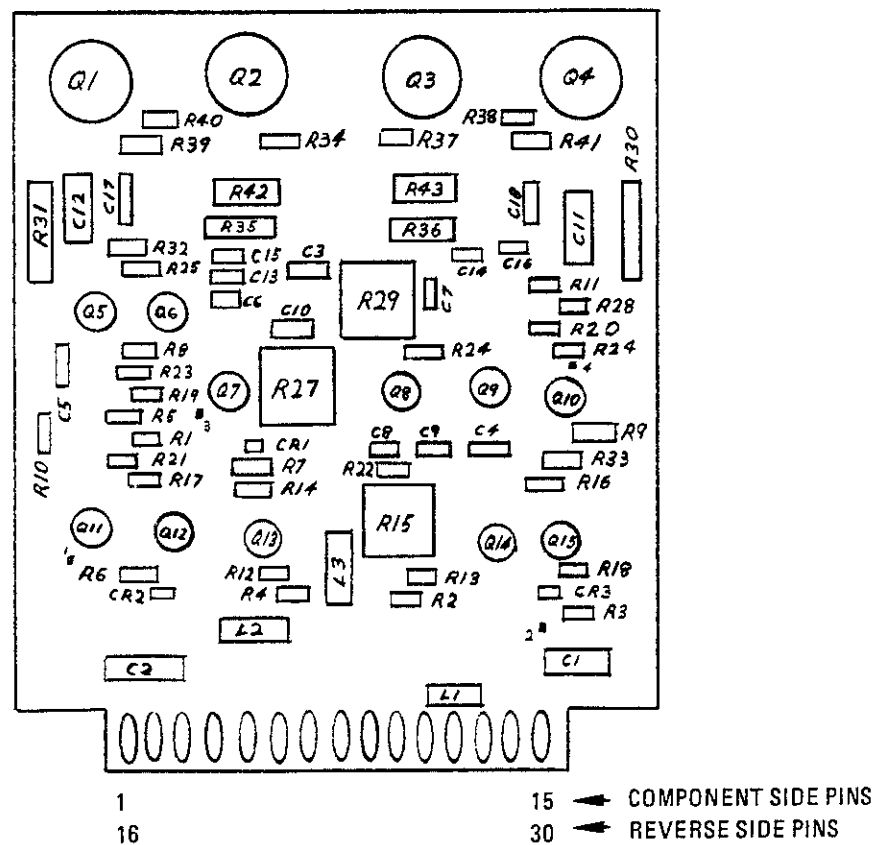 Q1 Q2 Q3 Q4
R40 R38
R39 R34 R37 R41 R30
R31 C12 C17 R42 R43 C18 C11
R35 R36
R32 C15 C3 C14 C16
R25 C13 R29 C7 R11
C6 R28
Q5 Q6 C10 R20
R8 R24 R24
R23 4
C5 R19 Q7 R27 Q8 Q9 Q10
R5 3
R10 R1 CR1 C8 C9 C4 R9
R21 R7 R22 R33
R17 R14 R16
Q11 Q12 Q13 L3 R15 Q14 Q15
1
R6 R12 R13 R18
CR2 R4 R2 CR3
R3
L2 2
C2 C1
L1
1 15 COMPONENT SIDE PINS
16 30 REVERSE SIDE PINS